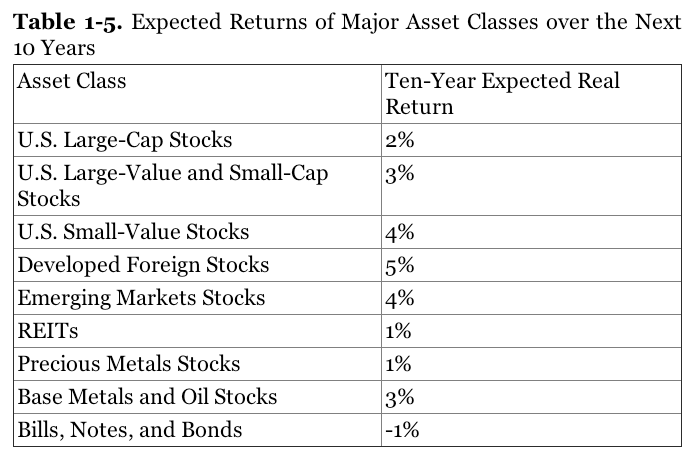 Table 1-5. Expected Returns of Major Asset Classes over the Next
10 Years
Asset Class
Ten-Year Expected Real
Return
U.S. Large-Cap Stocks
2%
U.S. Large-Value and Small-Cap
Stocks
3%
U.S. Small-Value Stocks
4%
Developed Foreign Stocks
5%
Emerging Markets Stocks
4%
REITs
1%
Precious Metals Stocks
1%
Base Metals and Oil Stocks
3%
Bills, Notes, and Bonds
-1%